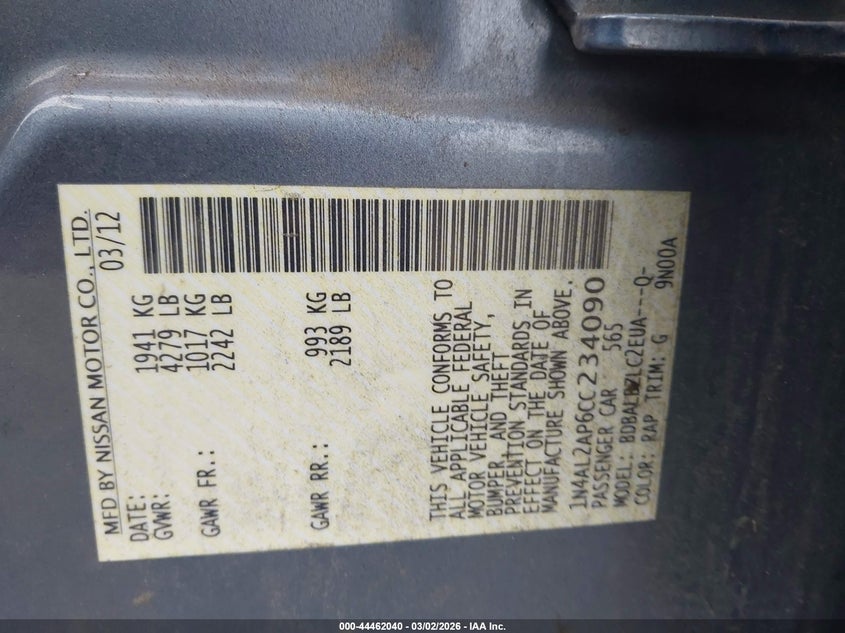 MFD BY NISSAN MOTOR CO., LTD.
DATE: 03/12
GVWR: 1941 KG
4279 LB
GAWR FR.: 1017 KG
2242 LB
GAWR RR.: 993 KG
2189 LB
THIS VEHICLE CONFORMS TO
ALL APPLICABLE FEDERAL
MOTOR VEHICLE SAFETY,
BUMPER, AND THEFT
PREVENTION STANDARDS IN
EFFECT ON THE DATE OF
MANUFACTURE SHOWN ABOVE.
1N4AL2AP6CC234090
PASSENGER CAR 565
MODEL:
COLOR: RAP TRIM: G 9N00A
000-44462040 - 03/02/2026 - IAA Inc.